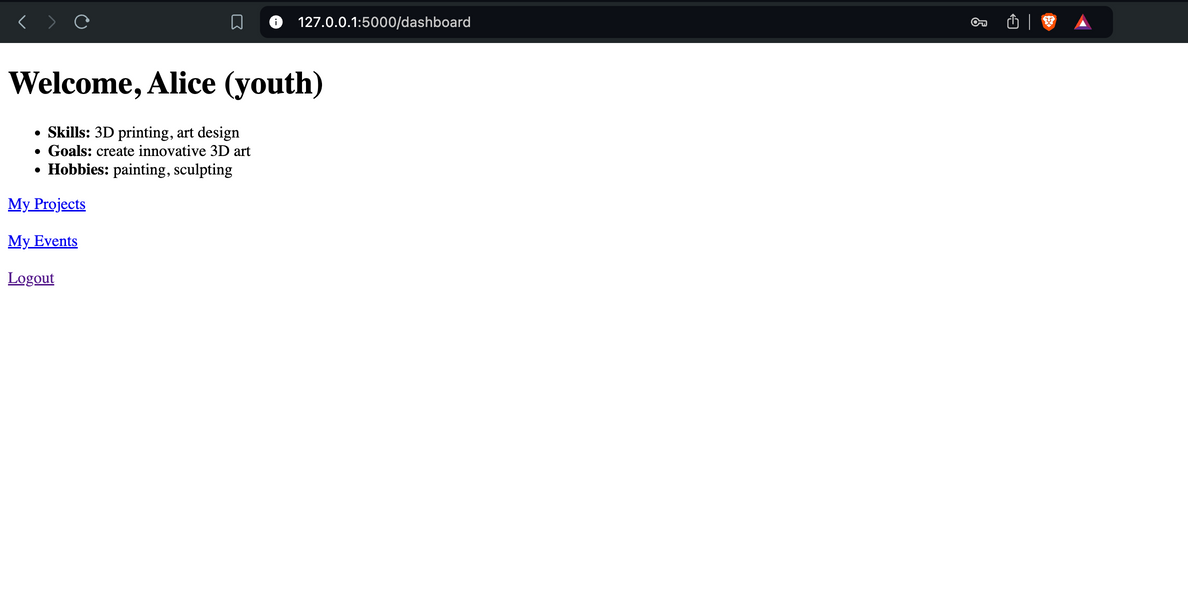 127.0.0.1:5000/dashboard
Welcome, Alice (youth)
Skills: 3D printing, art design
Goals: create innovative 3D art
Hobbies: painting, sculpting
My Projects
My Events
Logout